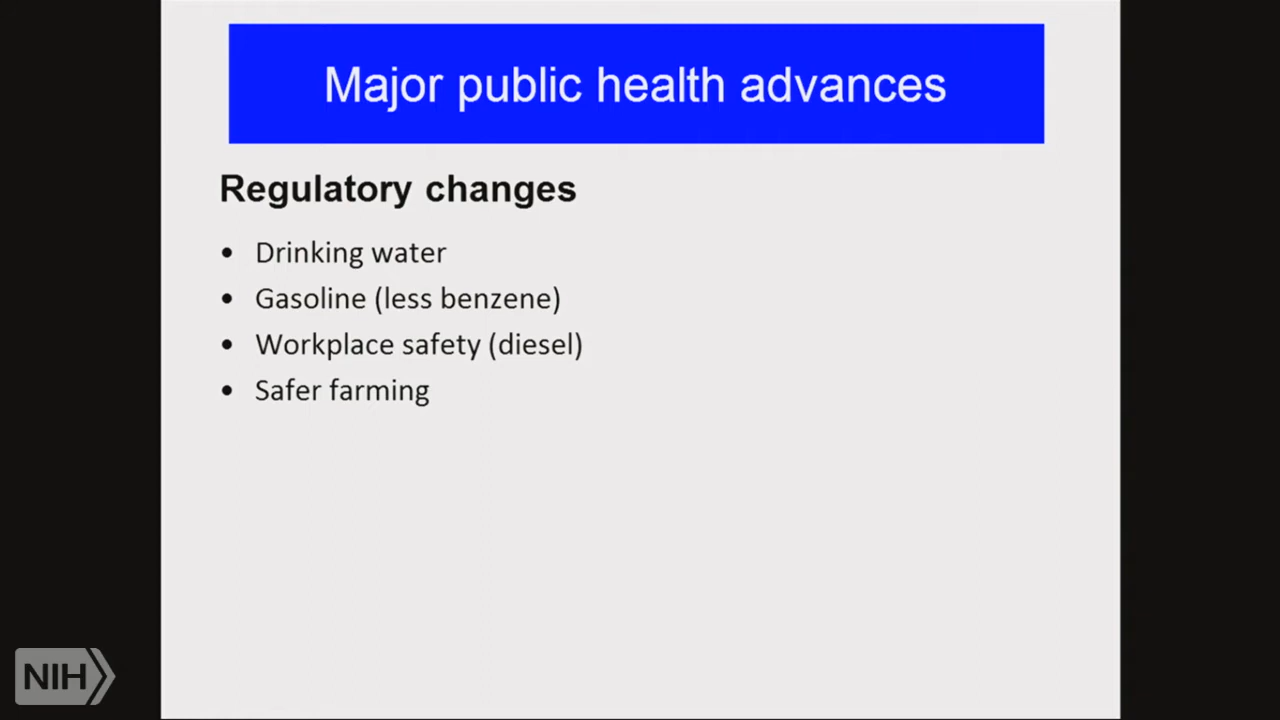 Major public health advances
Regulatory changes
• Drinking water
• Gasoline (less benzene)
• Workplace safety (diesel)
• Safer farming
NIH